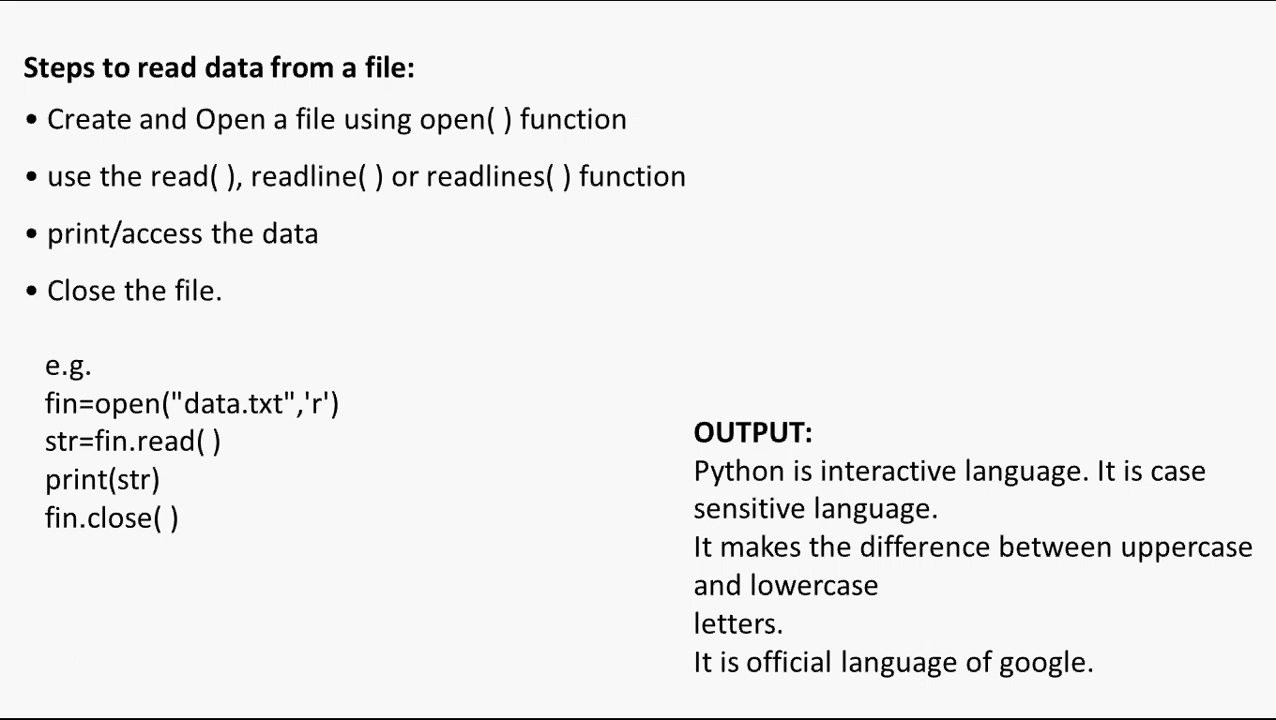 Steps to read data from a file:
• Create and Open a file using open( ) function
• use the read( ), readline( ) or readlines( ) function
• print/access the data
• Close the file.
e.g.
fin=open("data.txt",'r')
str=fin.read( )
print(str)
fin.close( )
OUTPUT:
Python is interactive language. It is case
sensitive language.
It makes the difference between uppercase
and lowercase
letters.
It is official language of google.